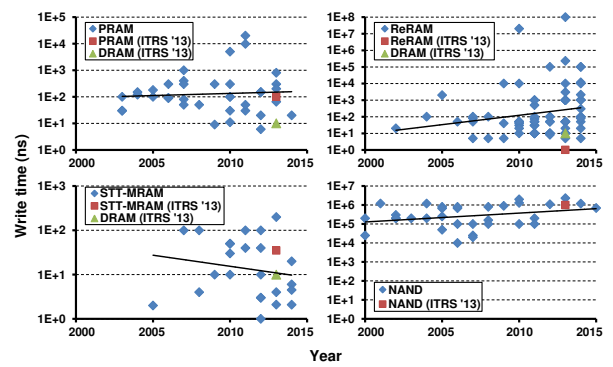 1E+5
1E+4
1E+3
1E+2
1E+1
1E+0
PRAM
PRAM (ITRS '13)
DRAM (ITRS '13)
2000 2005 2010 2015
1E+8
1E+7
1E+6
1E+5
1E+4
1E+3
1E+2
1E+1
1E+0
ReRAM
ReRAM (ITRS '13)
DRAM (ITRS '13)
2000 2005 2010 2015
Write time (ns)
1E+3
1E+2
1E+1
1E+0
STT-MRAM
STT-MRAM (ITRS '13)
DRAM (ITRS '13)
2000 2005 2010 2015
1E+7
1E+6
1E+5
1E+4
1E+3
1E+2
1E+1
1E+0
NAND
NAND (ITRS '13)
2000 2005 2010 2015
Year